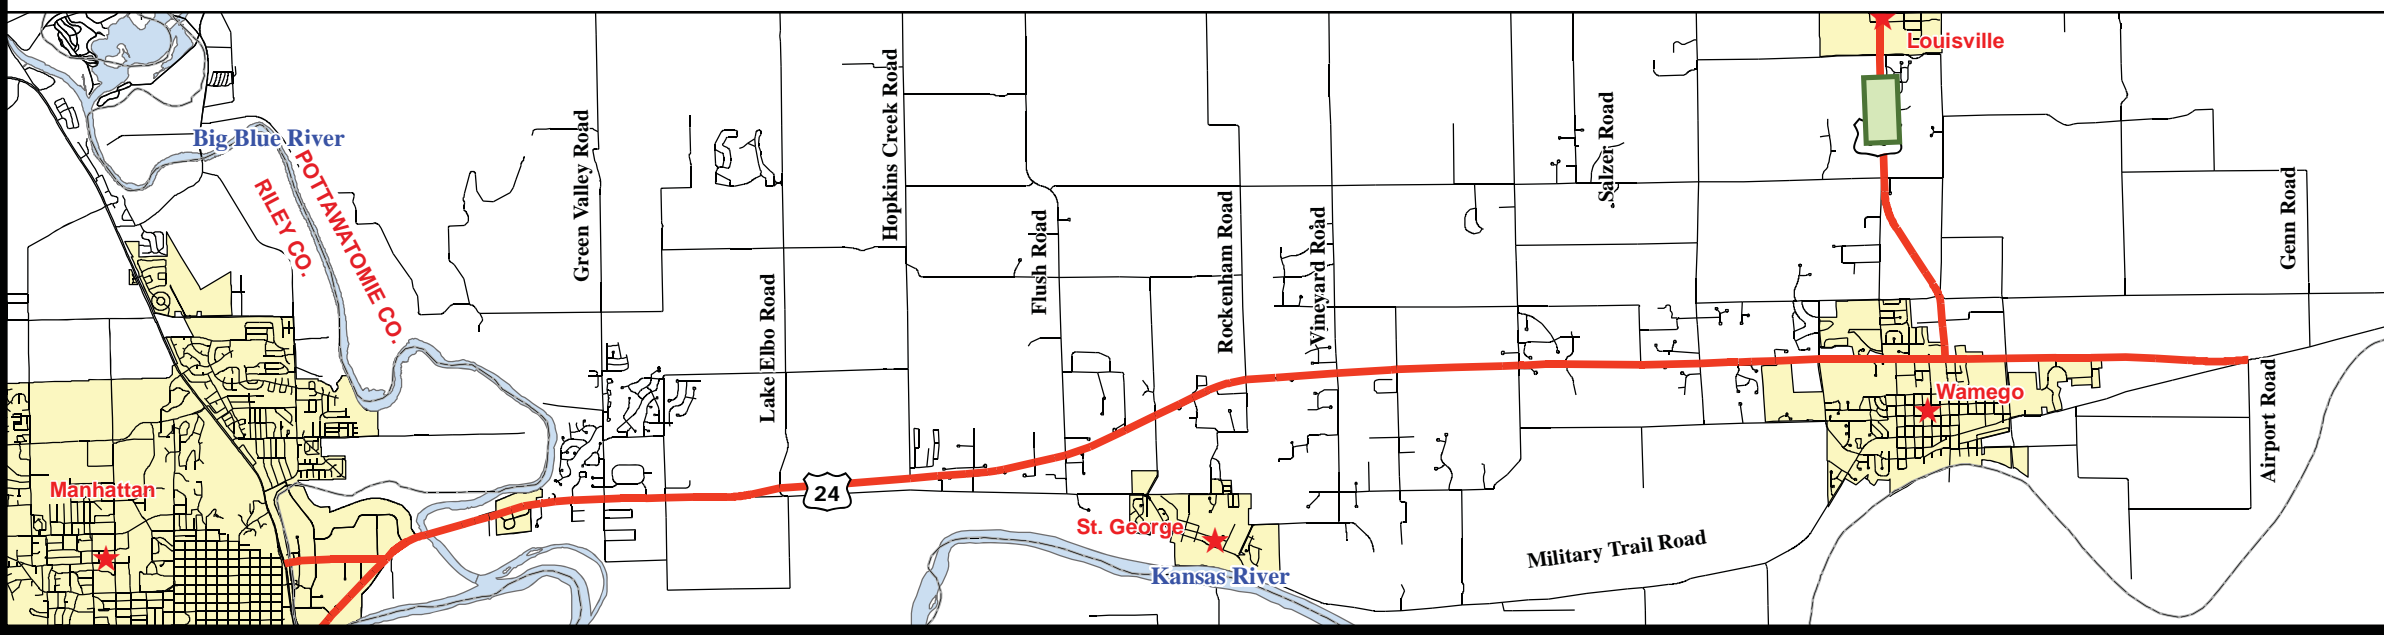 Louisville
Big Blue River
POTTAWATOMIE CO.
RILEY CO.
Green Valley Road
Hopkins Creek Road
Salzer Road
Genn Road
Flush Road
Rockenham Road
Vineyard Road
Lake Elbo Road
Wamego
Airport Road
Manhattan
24
St. George
Military Trail Road
Kansas River